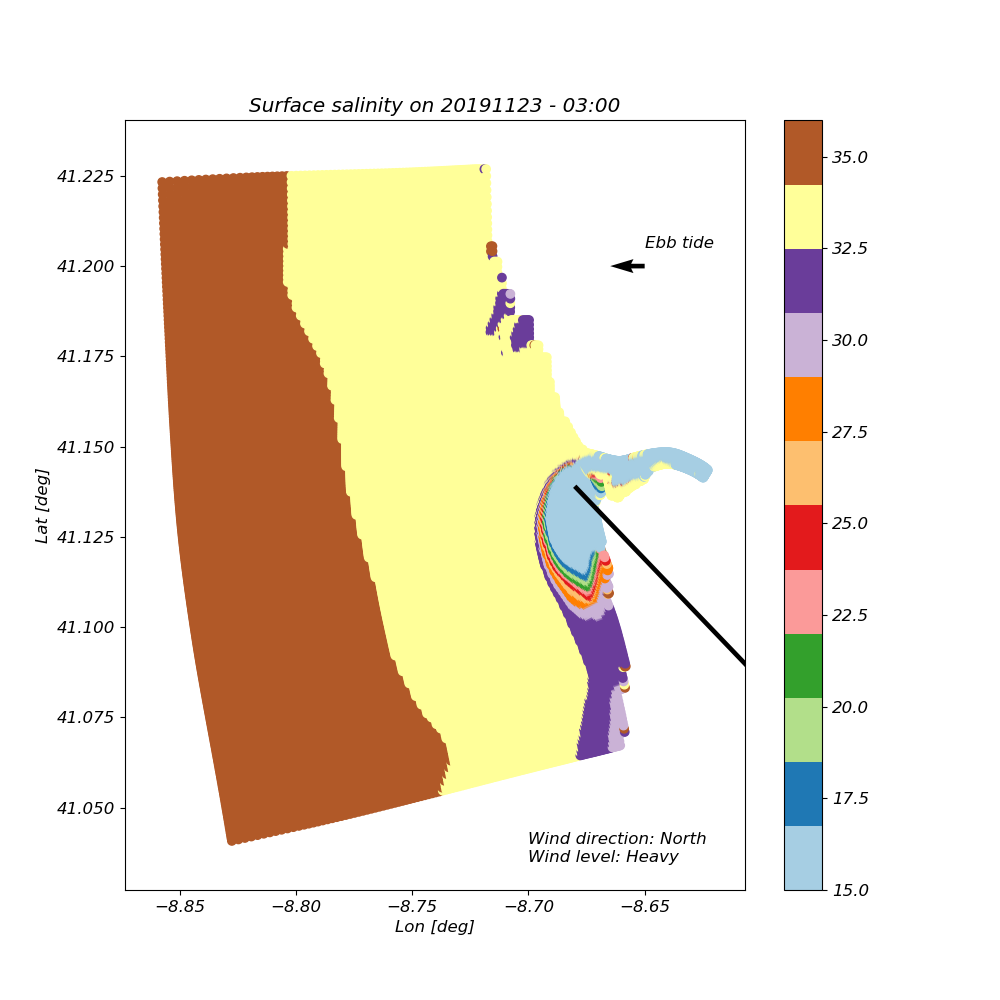 Surface salinity on 20191123 - 03:00
41.225
41.200
41.175
41.150
41.125
41.100
41.075
41.050
Lat [deg]
Ebb tide
Wind direction: North
Wind level: Heavy
−8.85 −8.80 −8.75 −8.70 −8.65
Lon [deg]
35.0
32.5
30.0
27.5
25.0
22.5
20.0
17.5
15.0